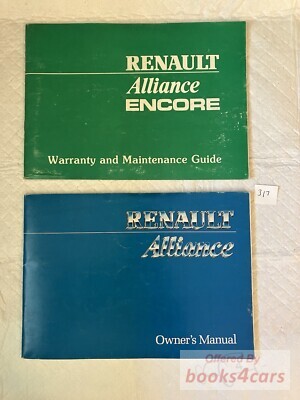 RENAULT
Alliance
ENCORE
Warranty and Maintenance Guide
317
RENAULT
Alliance
Owner's Manual
Offered By
books4cars